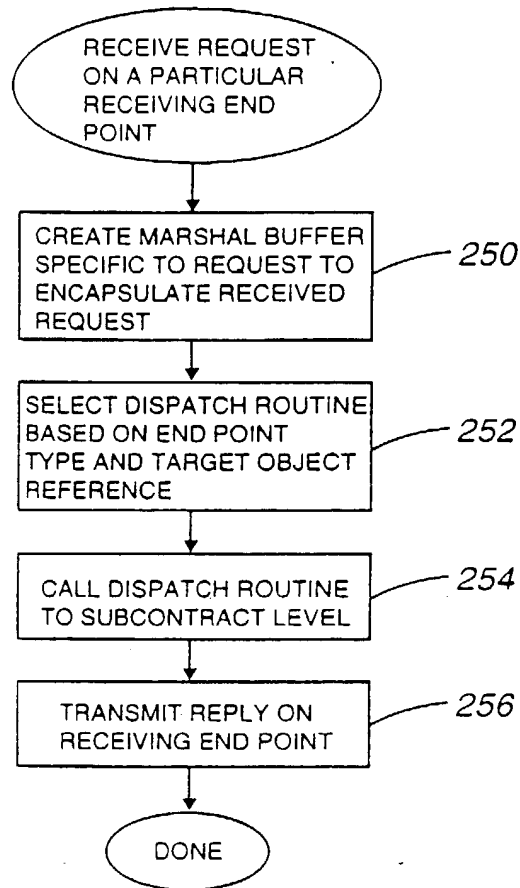 RECEIVE REQUEST
ON A PARTICULAR
RECEIVING END
POINT
CREATE MARSHAL BUFFER
SPECIFIC TO REQUEST TO
ENCAPSULATE RECEIVED
REQUEST
250
SELECT DISPATCH ROUTINE
BASED ON END POINT
TYPE AND TARGET OBJECT
REFERENCE
252
CALL DISPATCH ROUTINE
TO SUBCONTRACT LEVEL
254
TRANSMIT REPLY ON
RECEIVING END POINT
256
DONE